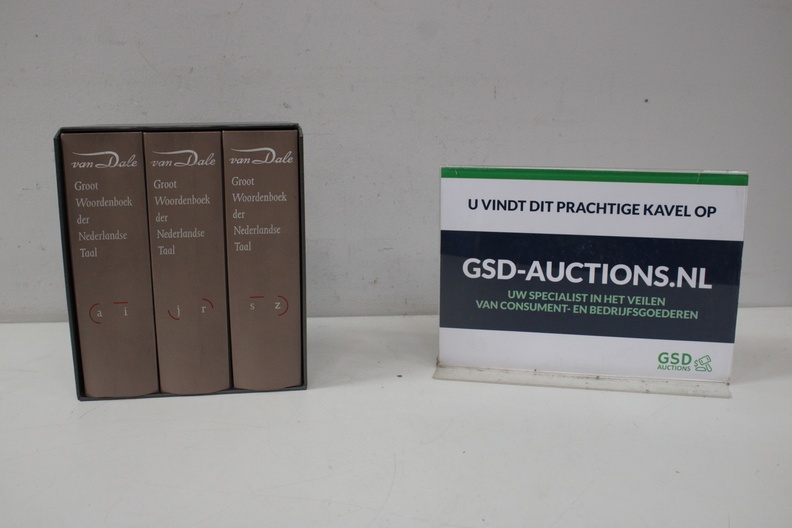 van Dale
Groot
Woordenboek
der
Nederlandse
Taal
a i
van Dale
Groot
Woordenboek
der
Nederlandse
Taal
j r
van Dale
Groot
Woordenboek
der
Nederlandse
Taal
s z
U VINDT DIT PRACHTIGE KAVEL OP
GSD-AUCTIONS.NL
UW SPECIALIST IN HET VEILEN
VAN CONSUMENT- EN BEDRIJFSGOEDEREN
GSD
AUCTIONS